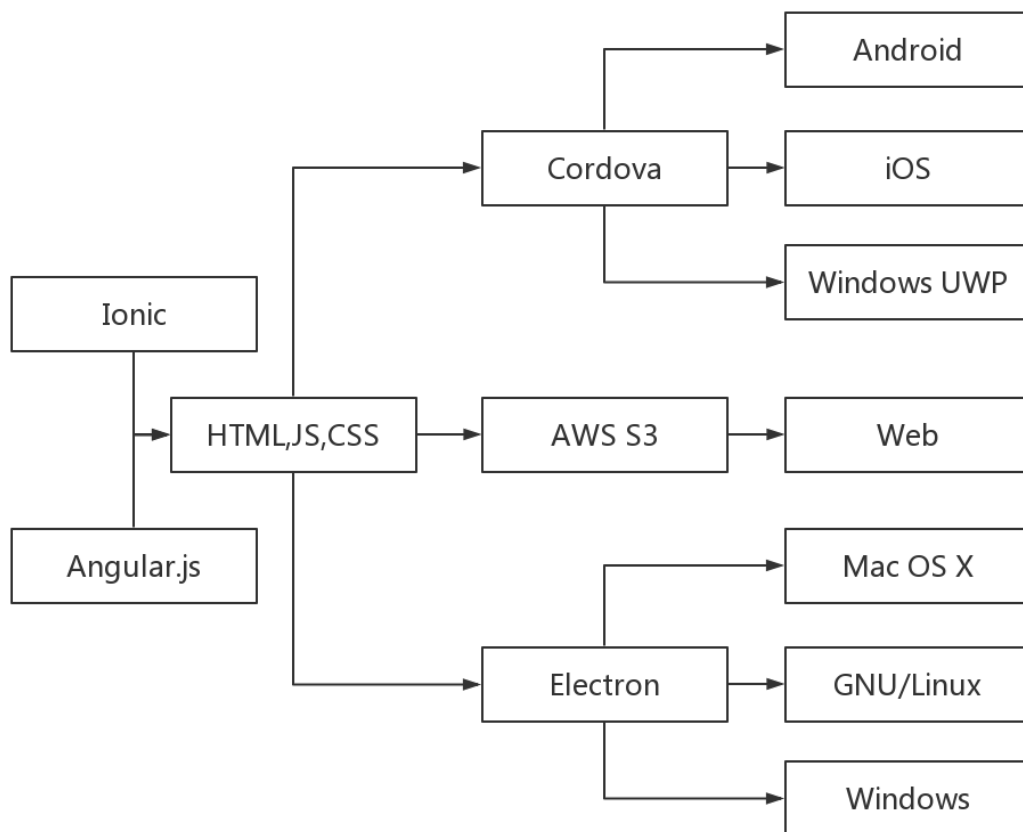 Android
Cordova
iOS
Windows UWP
Ionic
HTML,JS,CSS
AWS S3
Web
Angular.js
Mac OS X
Electron
GNU/Linux
Windows